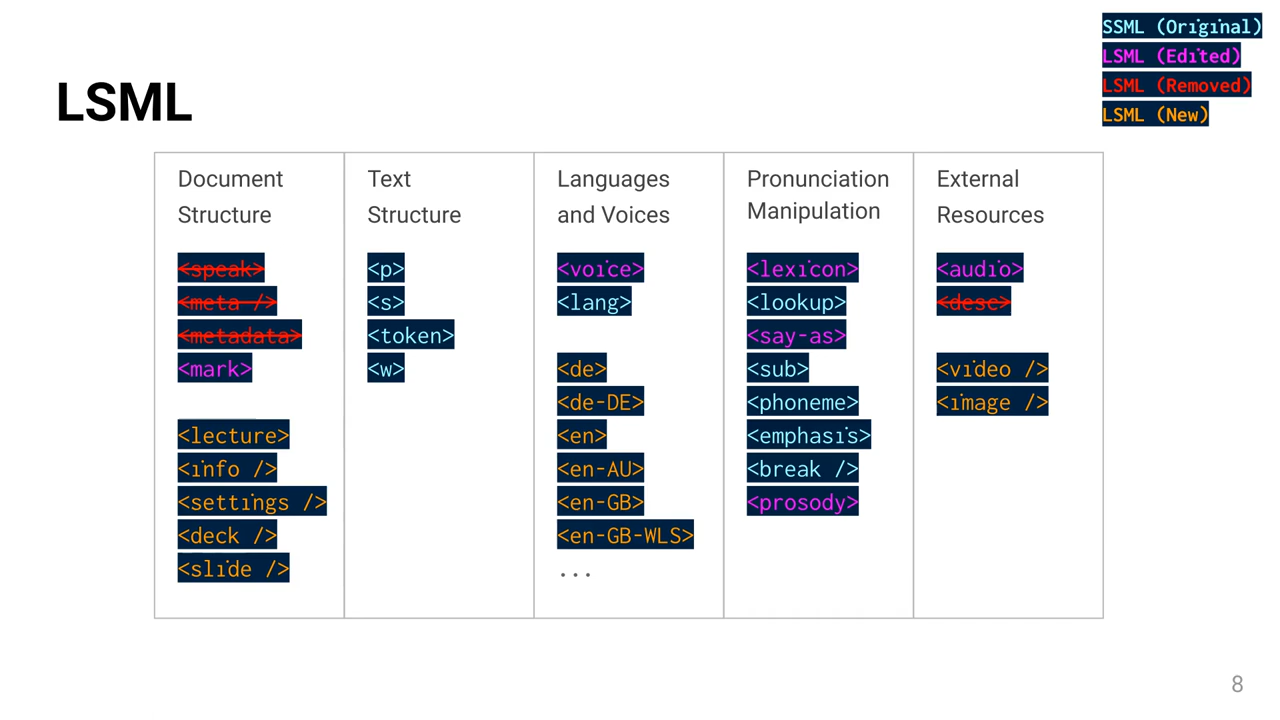 SSML (Original)
LSML (Edited)
LSML (Removed)
LSML (New)
LSML
Document
Structure
<speak>
<meta />
<metadata>
<mark>
<lecture>
<info />
<settings />
<deck />
<slide />
Text
Structure
<p>
<s>
<token>
<w>
Languages
and Voices
<voice>
<lang>
<de>
<de-DE>
<en>
<en-AU>
<en-GB>
<en-GB-WLS>
...
Pronunciation
Manipulation
<lexicon>
<lookup>
<say-as>
<sub>
<phoneme>
<emphasis>
<break />
<prosody>
External
Resources
<audio>
<desc>
<video />
<image />
8